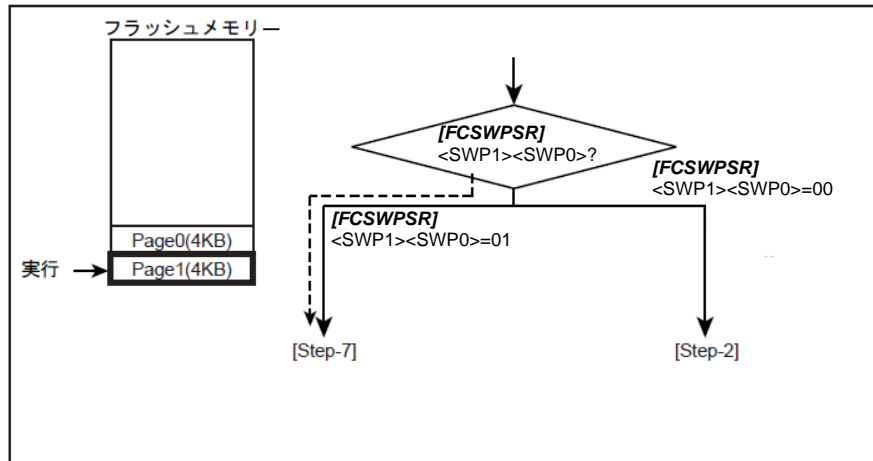 フラッシュメモリー
[FCSWPSR]
<SWP1><SWP0>?
[FCSWPSR]
<SWP1><SWP0>=00
[FCSWPSR]
<SWP1><SWP0>=01
Page0(4KB)
実行
Page1(4KB)
[Step-7]
[Step-2]